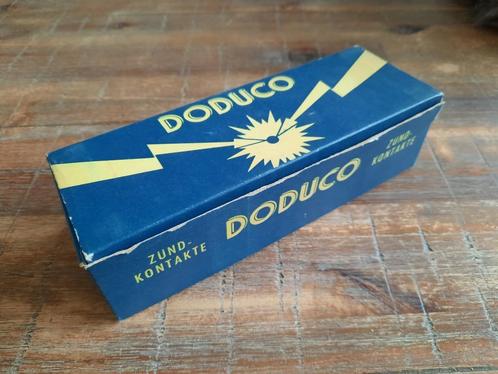 DODUCO
ZUND-
KONTAKTE
DODUCO
ZUND-
KONTAKTE